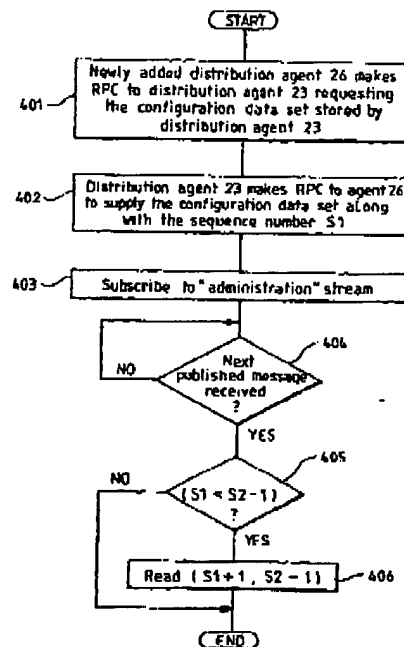 START
Newly added distribution agent 26 makes
RPC to distribution agent 23 requesting
the configuration data set stored by
distribution agent 23
401
Distribution agent 23 makes RPC to agent 26
to supply the configuration data set along
with the sequence number S1
402
403
Subscribe to "administration" stream
404
Next
published message
received
?
NO
YES
405
NO
(S1 < S2-1)
?
YES
Read (S1+1, S2-1)
406
END